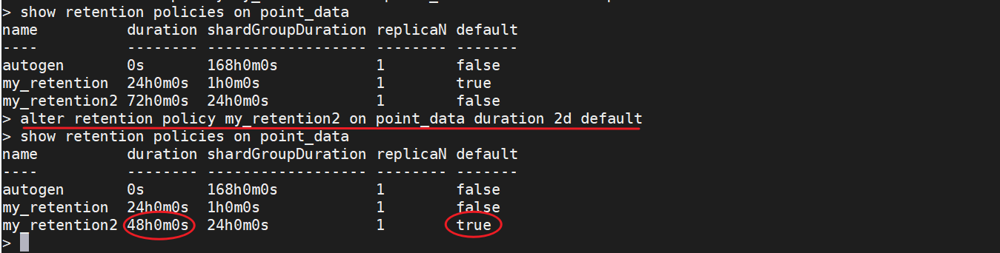 > show retention policies on point_data
name          duration shardGroupDuration replicaN default
----          -------- ------------------ -------- -------
autogen       0s       168h0m0s           1        false
my_retention  24h0m0s  1h0m0s             1        true
my_retention2 72h0m0s  24h0m0s            1        false
> alter retention policy my_retention2 on point_data duration 2d default
> show retention policies on point_data
name          duration shardGroupDuration replicaN default
----          -------- ------------------ -------- -------
autogen       0s       168h0m0s           1        false
my_retention  24h0m0s  1h0m0s             1        false
my_retention2 48h0m0s  24h0m0s            1        true
>